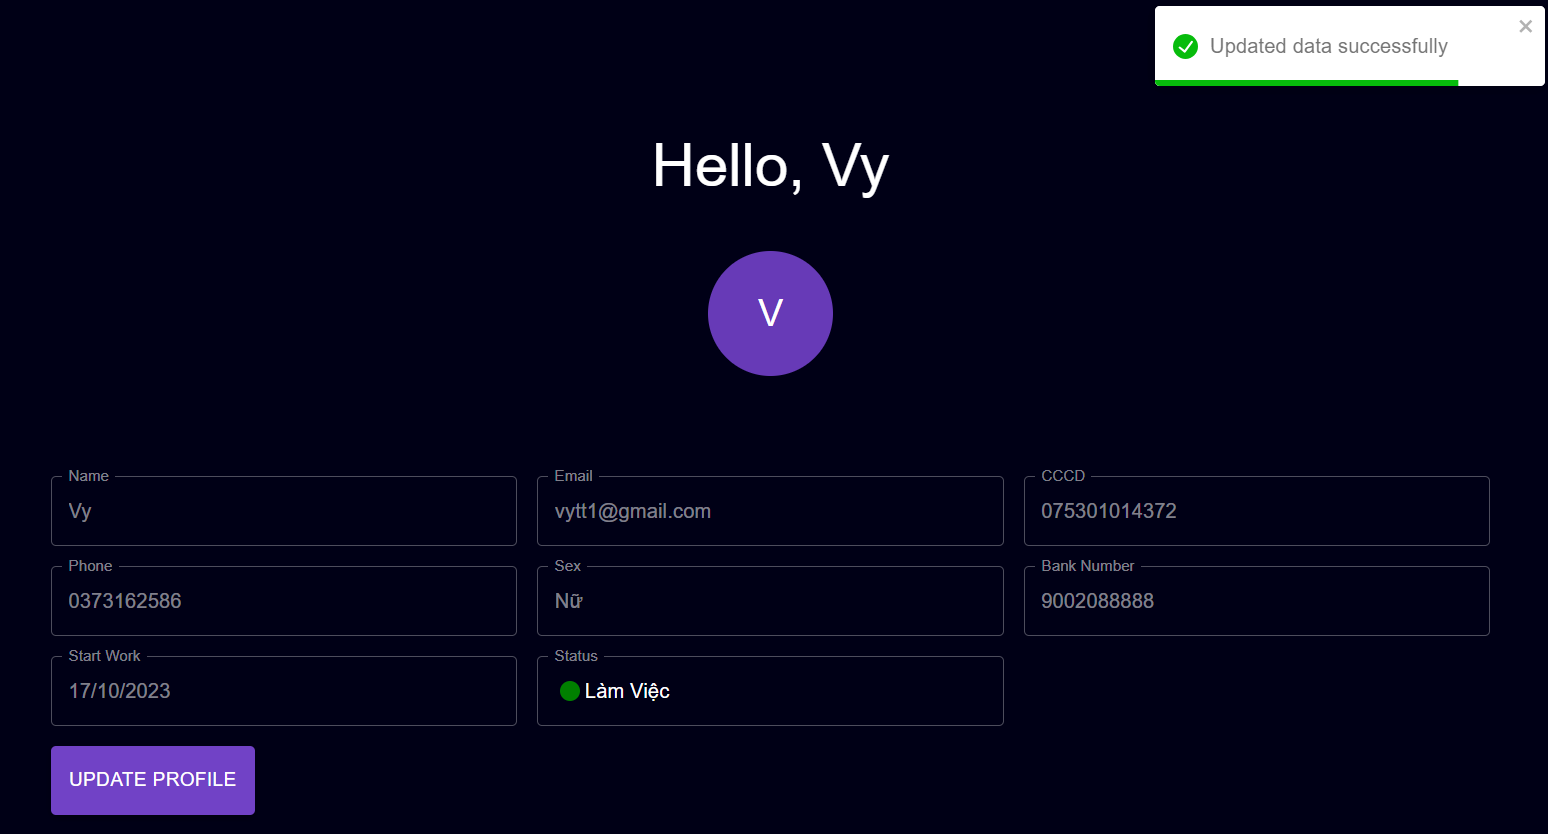 Updated data successfully
Hello, Vy
V
Name
Vy
Email
vytt1@gmail.com
CCCD
075301014372
Phone
0373162586
Sex
Nữ
Bank Number
9002088888
Start Work
17/10/2023
Status
Làm Việc
UPDATE PROFILE